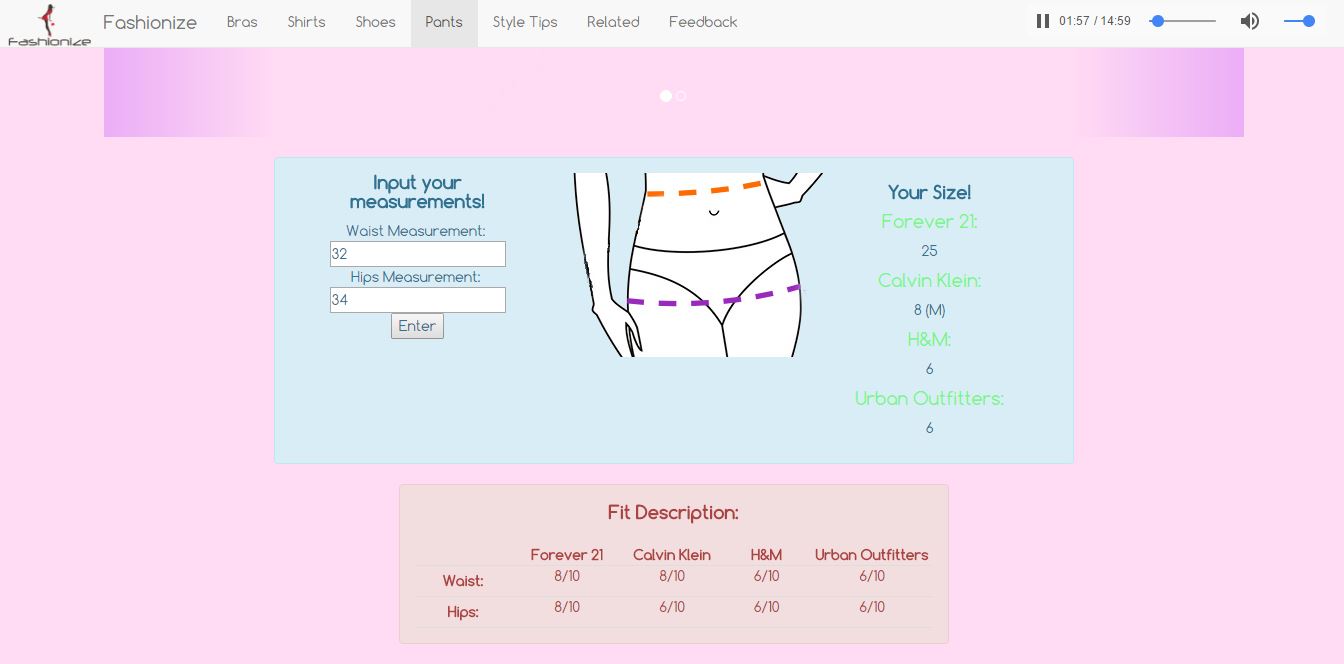 Fashionize
Fashionize Bras Shirts Shoes Pants Style Tips Related Feedback
01:57 / 14:59
Input your
measurements!
Waist Measurement:
32
Hips Measurement:
34
Enter
Your Size!
Forever 21:
25
Calvin Klein:
8 (M)
H&M:
6
Urban Outfitters:
6
Fit Description:
Forever 21 Calvin Klein H&M Urban Outfitters
Waist: 8/10 8/10 6/10 6/10
Hips: 8/10 6/10 6/10 6/10